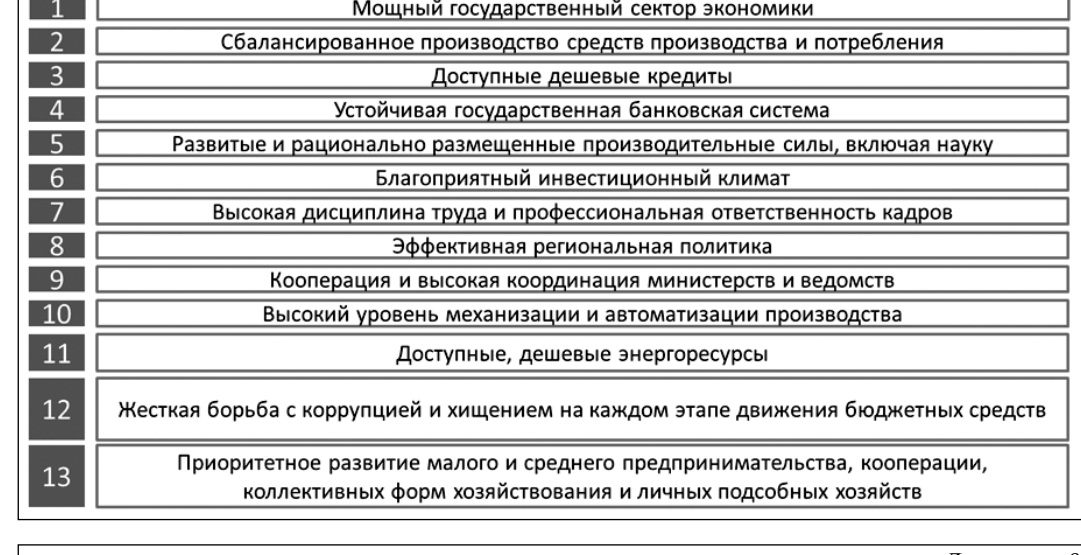 1 Мощный государственный сектор экономики
2 Сбалансированное производство средств производства и потребления
3 Доступные дешевые кредиты
4 Устойчивая государственная банковская система
5 Развитые и рационально размещенные производительные силы, включая науку
6 Благоприятный инвестиционный климат
7 Высокая дисциплина труда и профессиональная ответственность кадров
8 Эффективная региональная политика
9 Кооперация и высокая координация министерств и ведомств
10 Высокий уровень механизации и автоматизации производства
11 Доступные, дешевые энергоресурсы
12 Жесткая борьба с коррупцией и хищением на каждом этапе движения бюджетных средств
13 Приоритетное развитие малого и среднего предпринимательства, кооперации,
коллективных форм хозяйствования и личных подсобных хозяйств